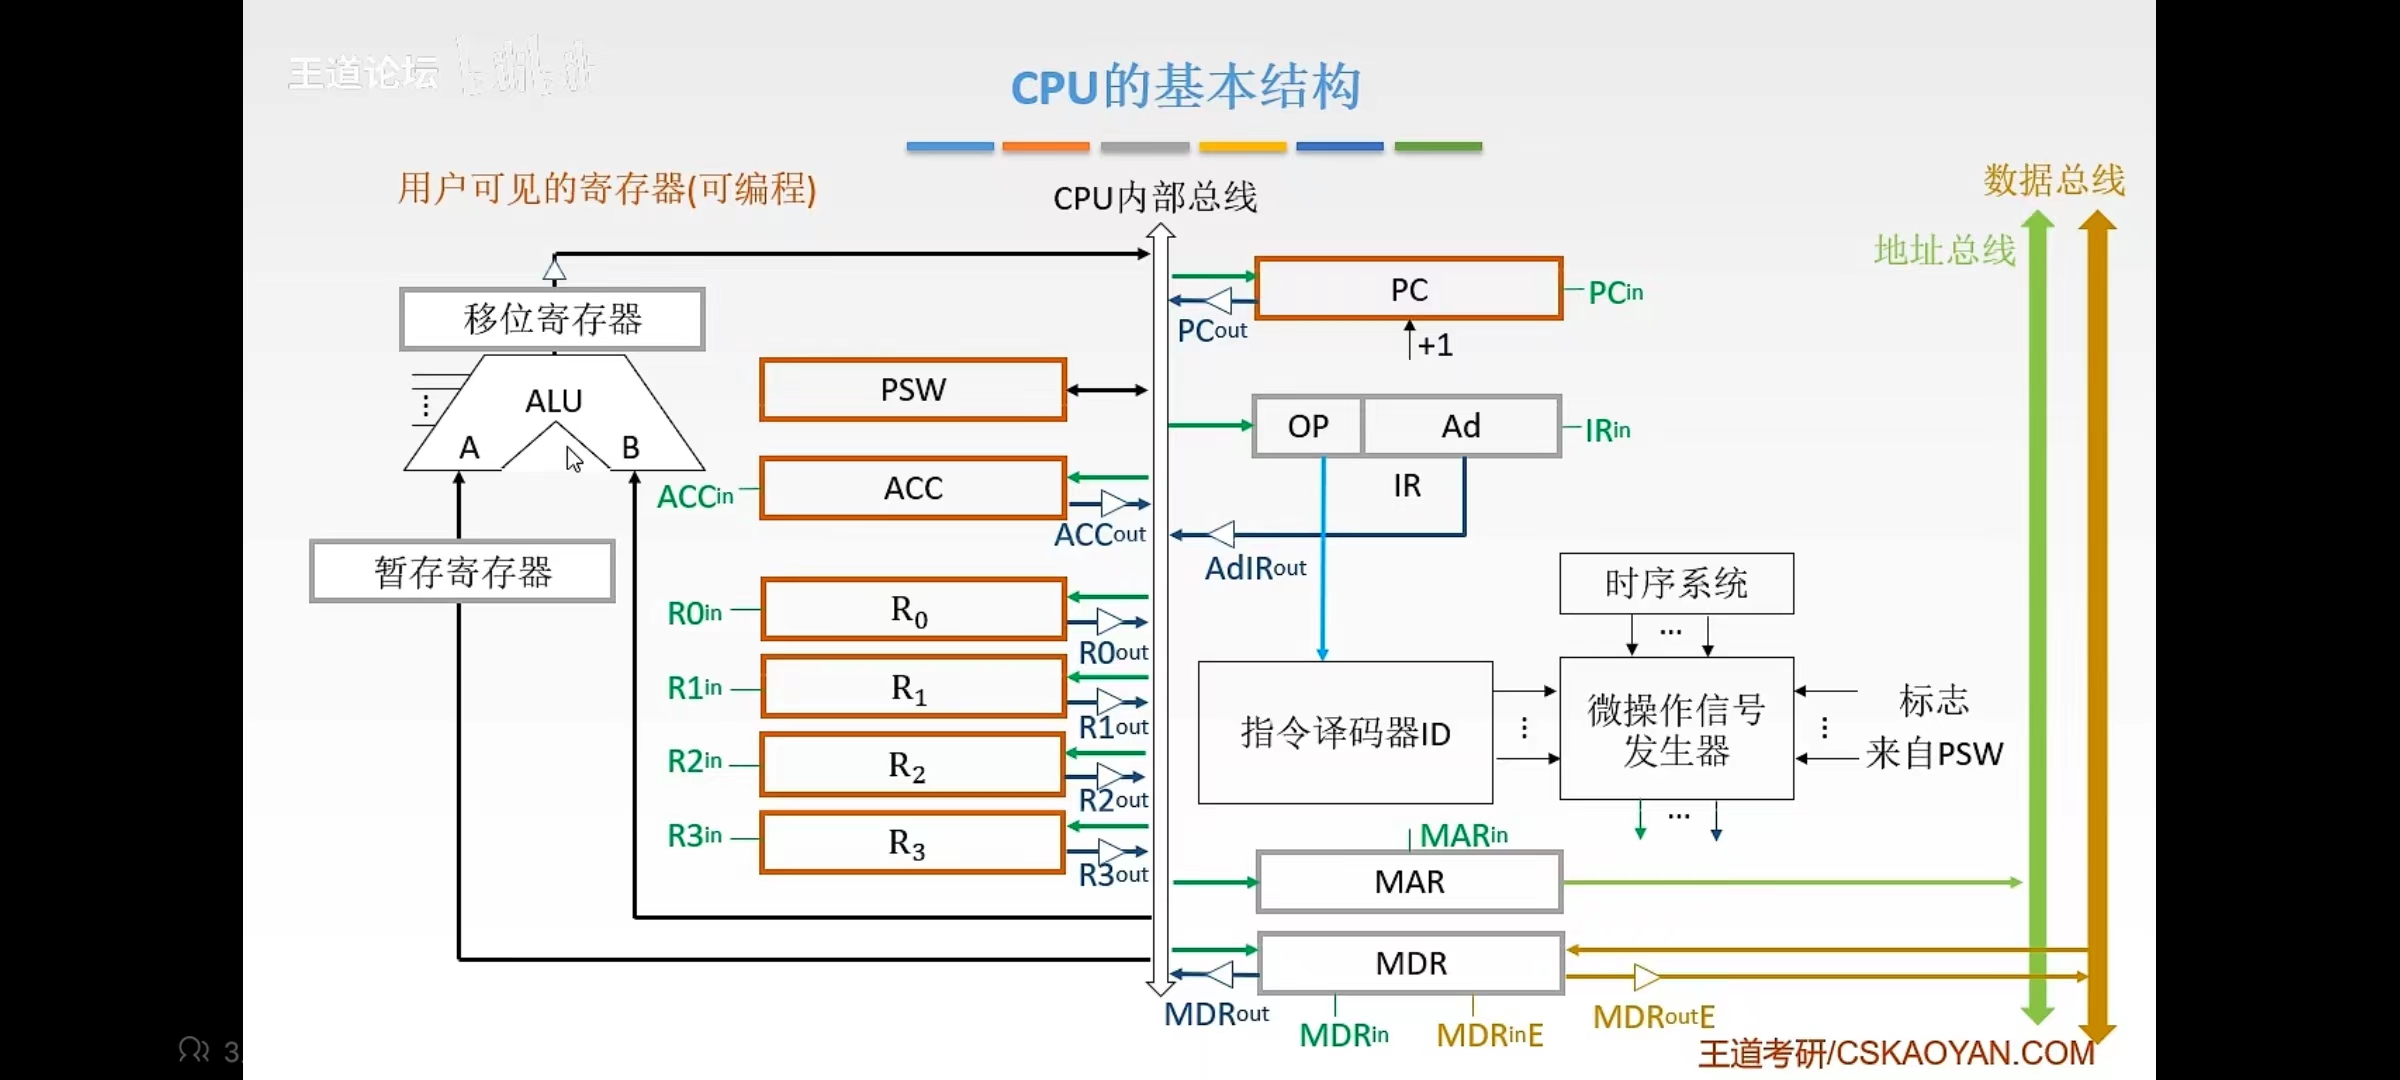 王道论坛
CPU的基本结构
用户可见的寄存器(可编程)
CPU内部总线
数据总线
地址总线
移位寄存器
ALU
A
B
暂存寄存器
PSW
ACC
ACCin
ACCout
R0
R0in
R0out
R1
R1in
R1out
R2
R2in
R2out
R3
R3in
R3out
PC
PCin
PCout
+1
OP
Ad
IRin
IR
AdIRout
时序系统
...
指令译码器ID
微操作信号
发生器
标志
来自PSW
...
MARin
MAR
MDR
MDRout
MDRin
MDRinE
MDRoutE
王道考研/CSKAOYAN.COM